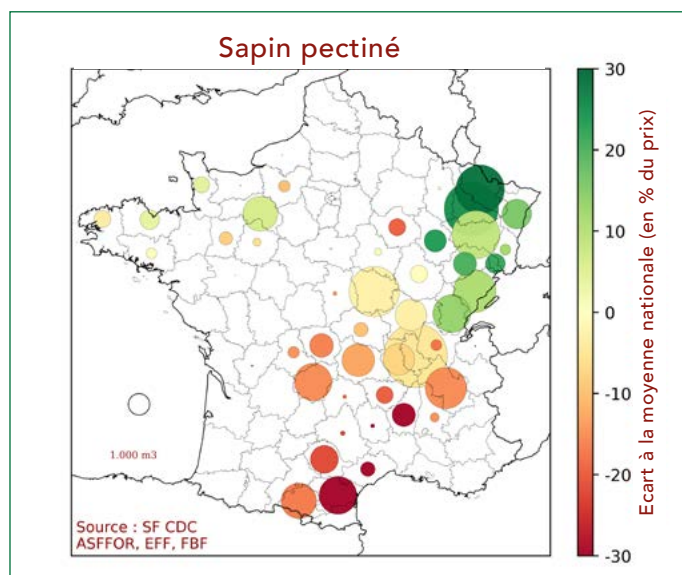 Sapin pectiné
30
20
10
0
-10
-20
-30
Ecart à la moyenne nationale (en % du prix)
1.000 m3
Source : SF CDC
ASFFOR, EFF, FBF